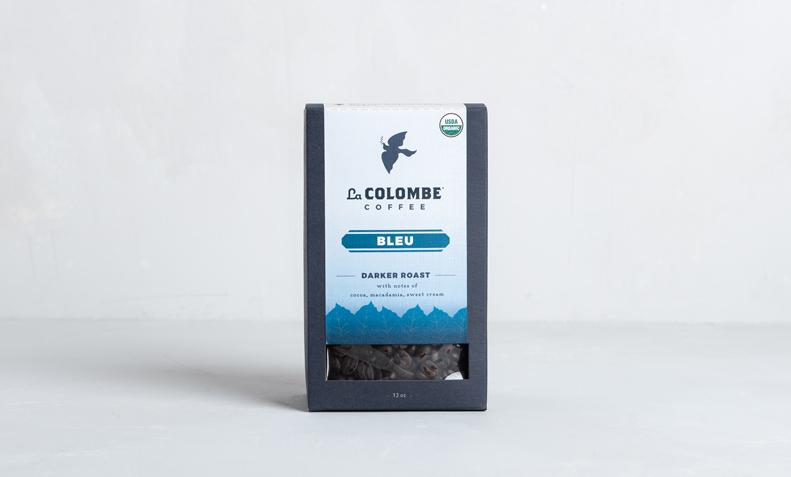 USDA
ORGANIC
La COLOMBE
COFFEE
BLEU
DARKER ROAST
with notes of
cocoa, macadamia, sweet cream
12 oz